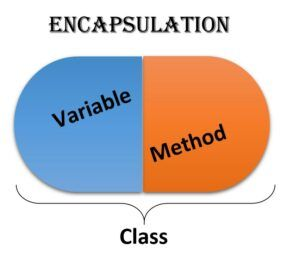 ENCAPSULATION
Variable
Method
Class